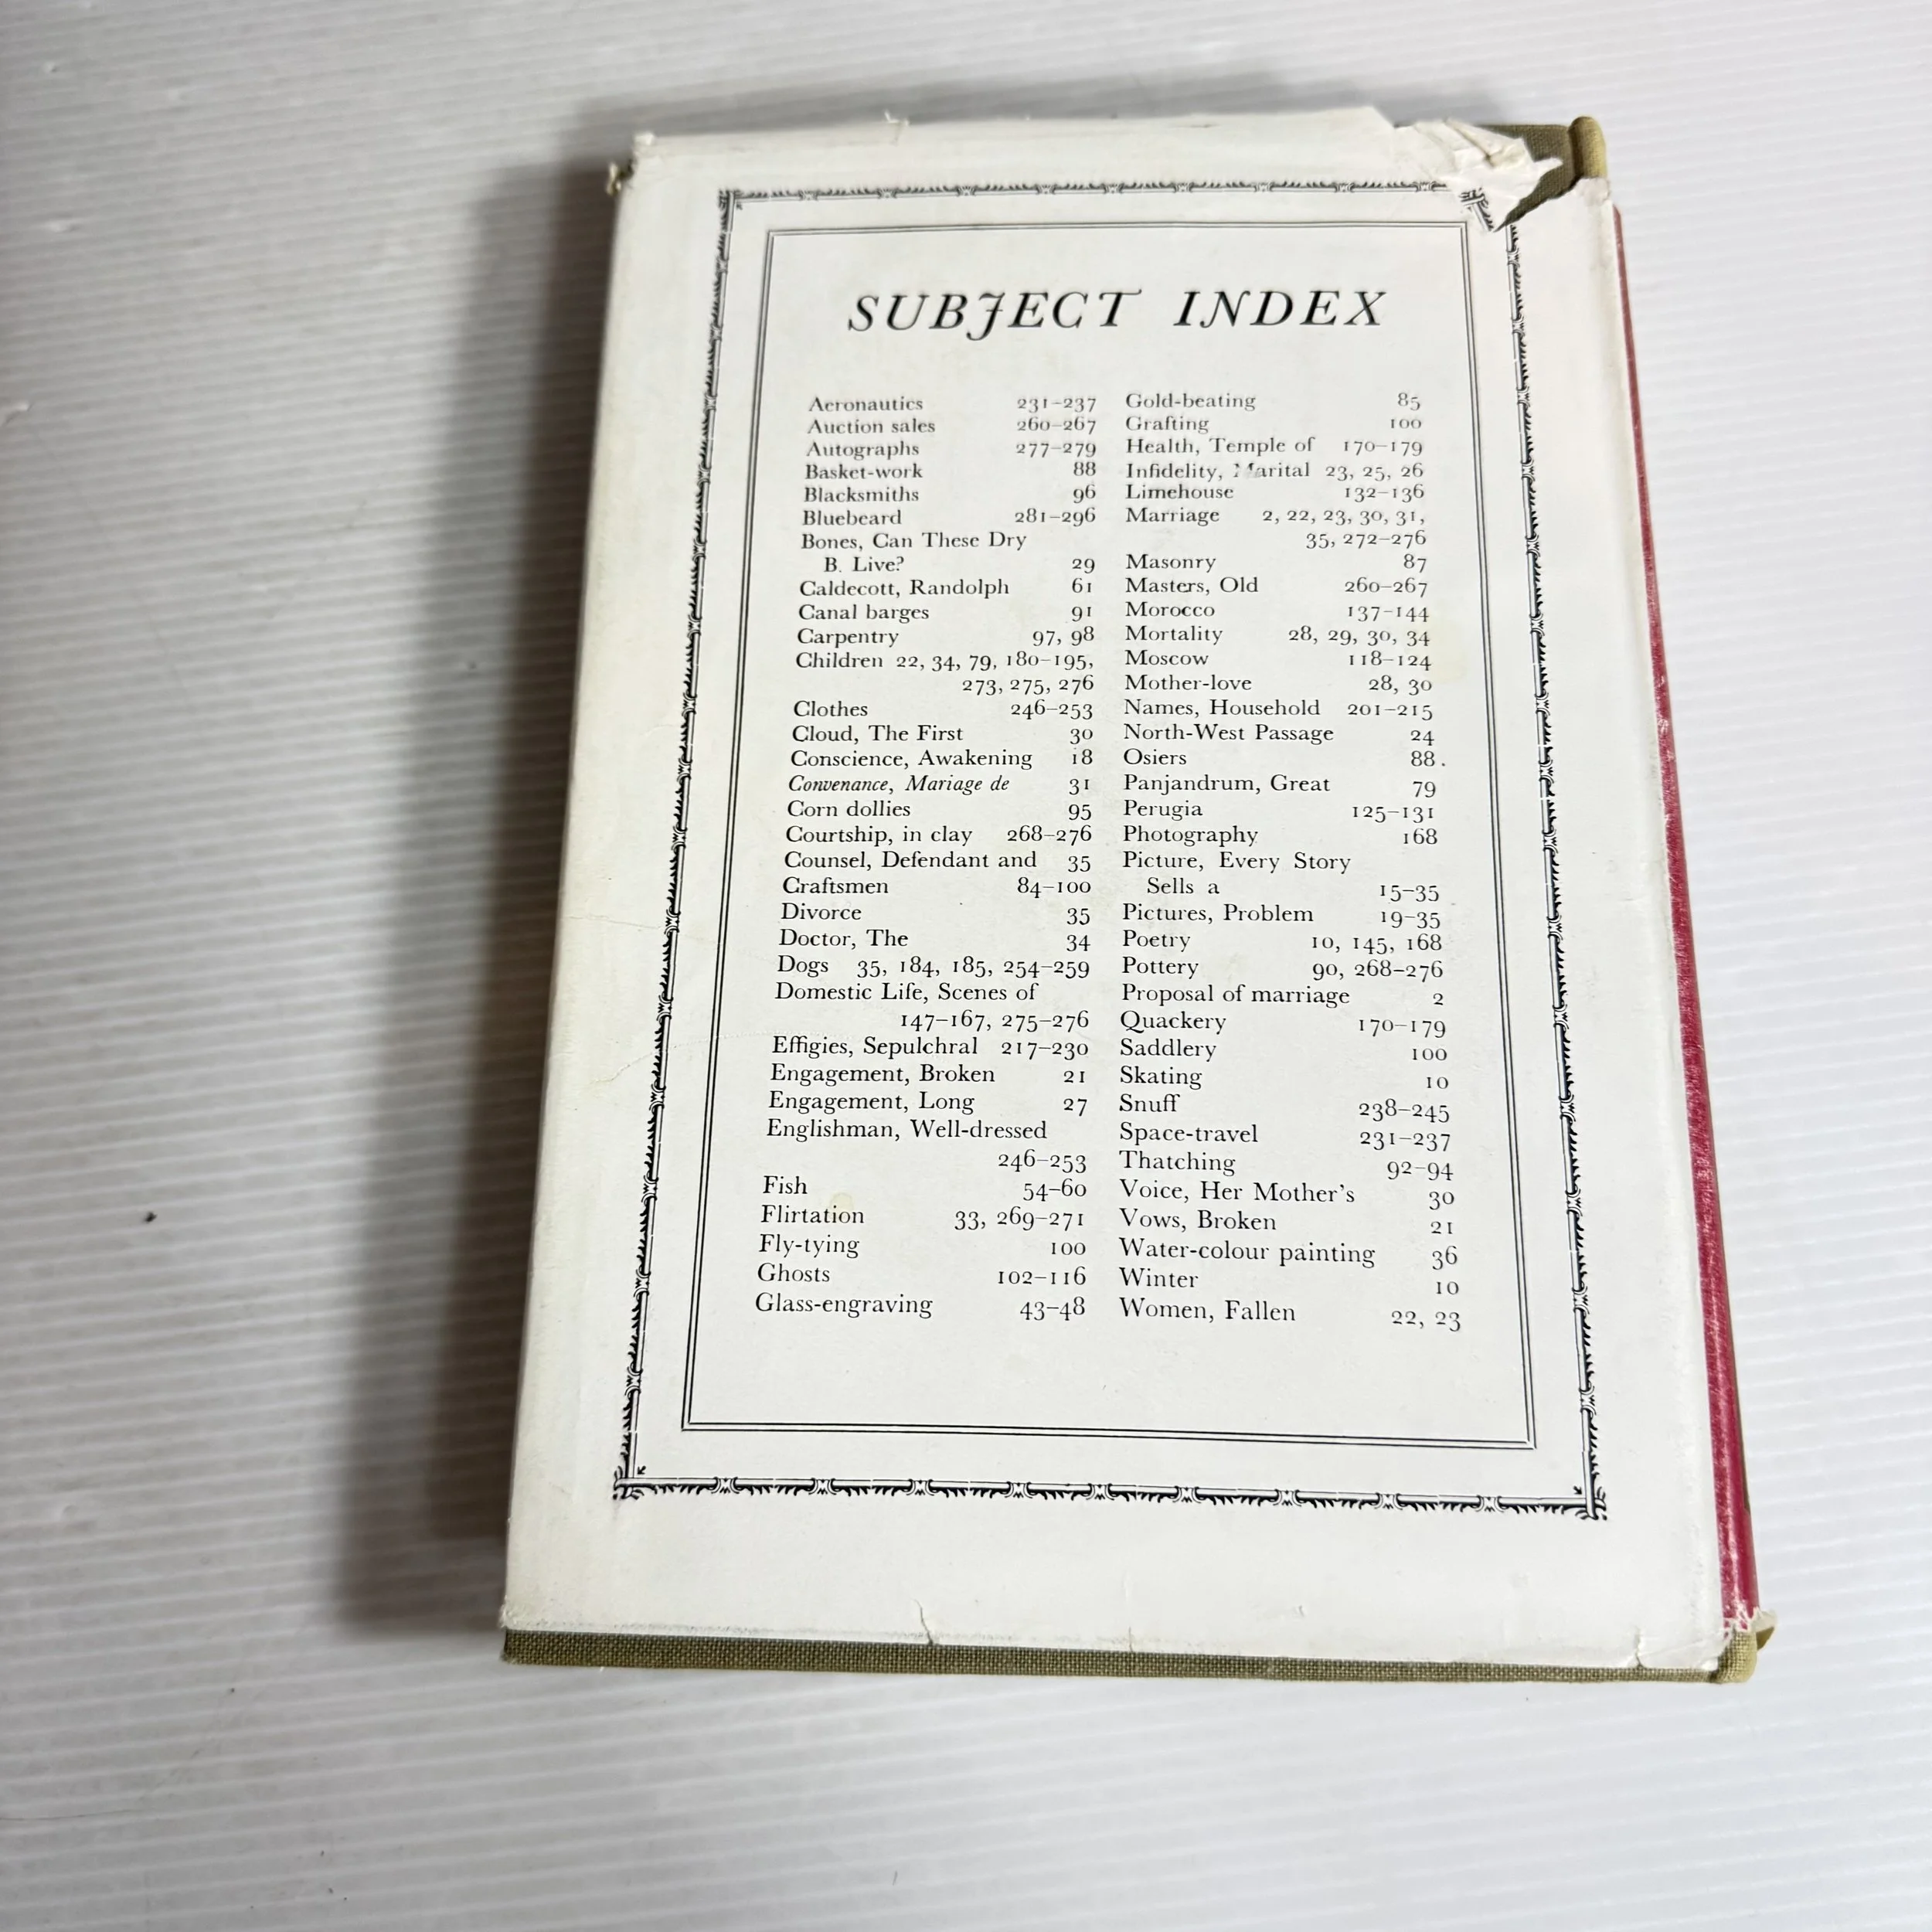 SUBJECT INDEX
Aeronautics 231–237
Auction sales 260–267
Autographs 277–279
Basket-work 88
Blacksmiths 96
Bluebeard 281–296
Bones, Can These Dry
B. Live? 29
Caldecott, Randolph 61
Canal barges 91
Carpentry 97, 98
Children 22, 34, 79, 180–195,
273, 275, 276
Clothes 246–253
Cloud, The First 30
Conscience, Awakening 18
Convenance, Mariage de 31
Corn dollies 95
Courtship, in clay 268–276
Counsel, Defendant and 35
Craftsmen 84–100
Divorce 35
Doctor, The 34
Dogs 35, 184, 185, 254–259
Domestic Life, Scenes of
147–167, 275–276
Effigies, Sepulchral 217–230
Engagement, Broken 21
Engagement, Long 27
Englishman, Well-dressed
246–253
Fish 54–60
Flirtation 33, 269–271
Fly-tying 100
Ghosts 102–116
Glass-engraving 43–48
Gold-beating 85
Grafting 100
Health, Temple of 170–179
Infidelity, Marital 23, 25, 26
Limehouse 132–136
Marriage 2, 22, 23, 30, 31,
35, 272–276
Masonry 87
Masters, Old 260–267
Morocco 137–144
Mortality 28, 29, 30, 34
Moscow 118–124
Mother-love 28, 30
Names, Household 201–215
North-West Passage 24
Osiers 88.
Panjandrum, Great 79
Perugia 125–131
Photography 168
Picture, Every Story
Sells a 15–35
Pictures, Problem 19–35
Poetry 10, 145, 168
Pottery 90, 268–276
Proposal of marriage 2
Quackery 170–179
Saddlery 100
Skating 10
Snuff 238–245
Space-travel 231–237
Thatching 92–94
Voice, Her Mother's 30
Vows, Broken 21
Water-colour painting 36
Winter 10
Women, Fallen 22, 23